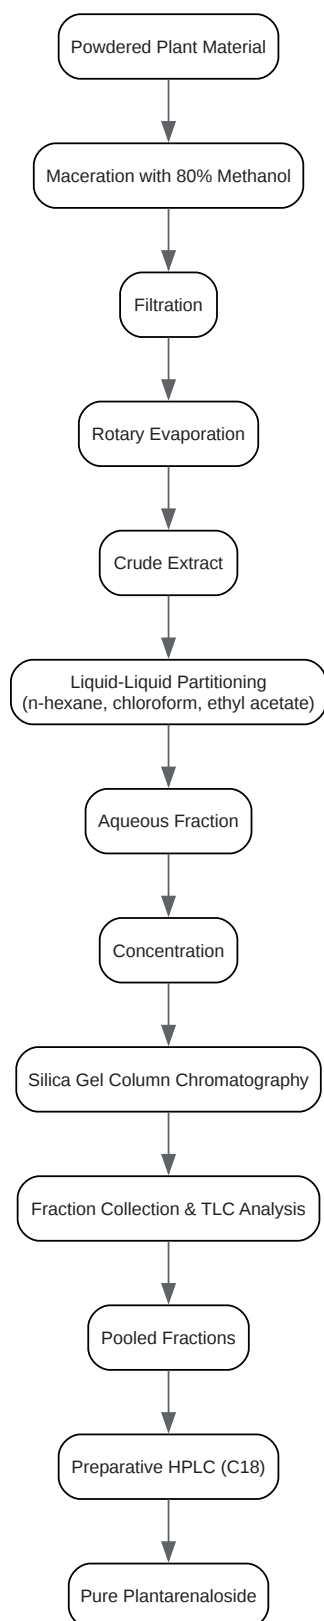 Powdered Plant Material
Maceration with 80% Methanol
Filtration
Rotary Evaporation
Crude Extract
Liquid-Liquid Partitioning
(n-hexane, chloroform, ethyl acetate)
Aqueous Fraction
Concentration
Silica Gel Column Chromatography
Fraction Collection & TLC Analysis
Pooled Fractions
Preparative HPLC (C18)
Pure Plantarenaloside